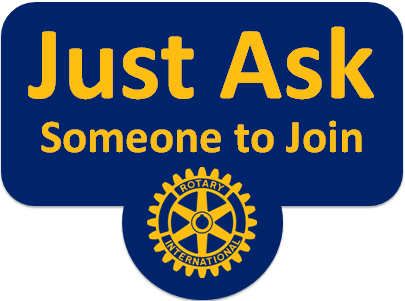 Just Ask
Someone to Join
ROTARY
INTERNATIONAL